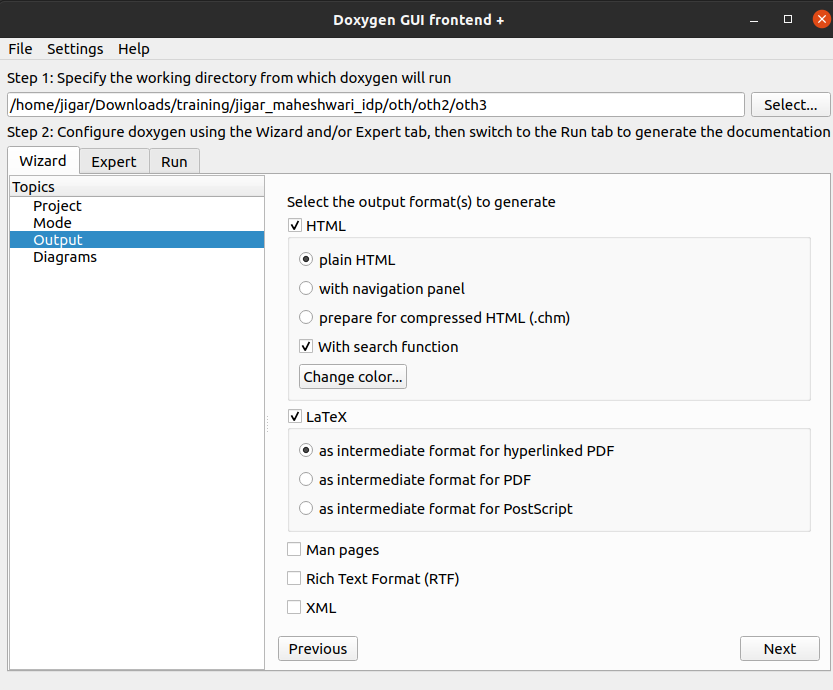 Doxygen GUI frontend +
File Settings Help
Step 1: Specify the working directory from which doxygen will run
/home/jigar/Downloads/training/jigar_maheshwari_idp/oth/oth2/oth3 Select...
Step 2: Configure doxygen using the Wizard and/or Expert tab, then switch to the Run tab to generate the documentation
Wizard Expert Run
Topics
Project
Mode
Output
Diagrams
Select the output format(s) to generate
HTML
plain HTML
with navigation panel
prepare for compressed HTML (.chm)
With search function
Change color...
LaTeX
as intermediate format for hyperlinked PDF
as intermediate format for PDF
as intermediate format for PostScript
Man pages
Rich Text Format (RTF)
XML
Previous Next